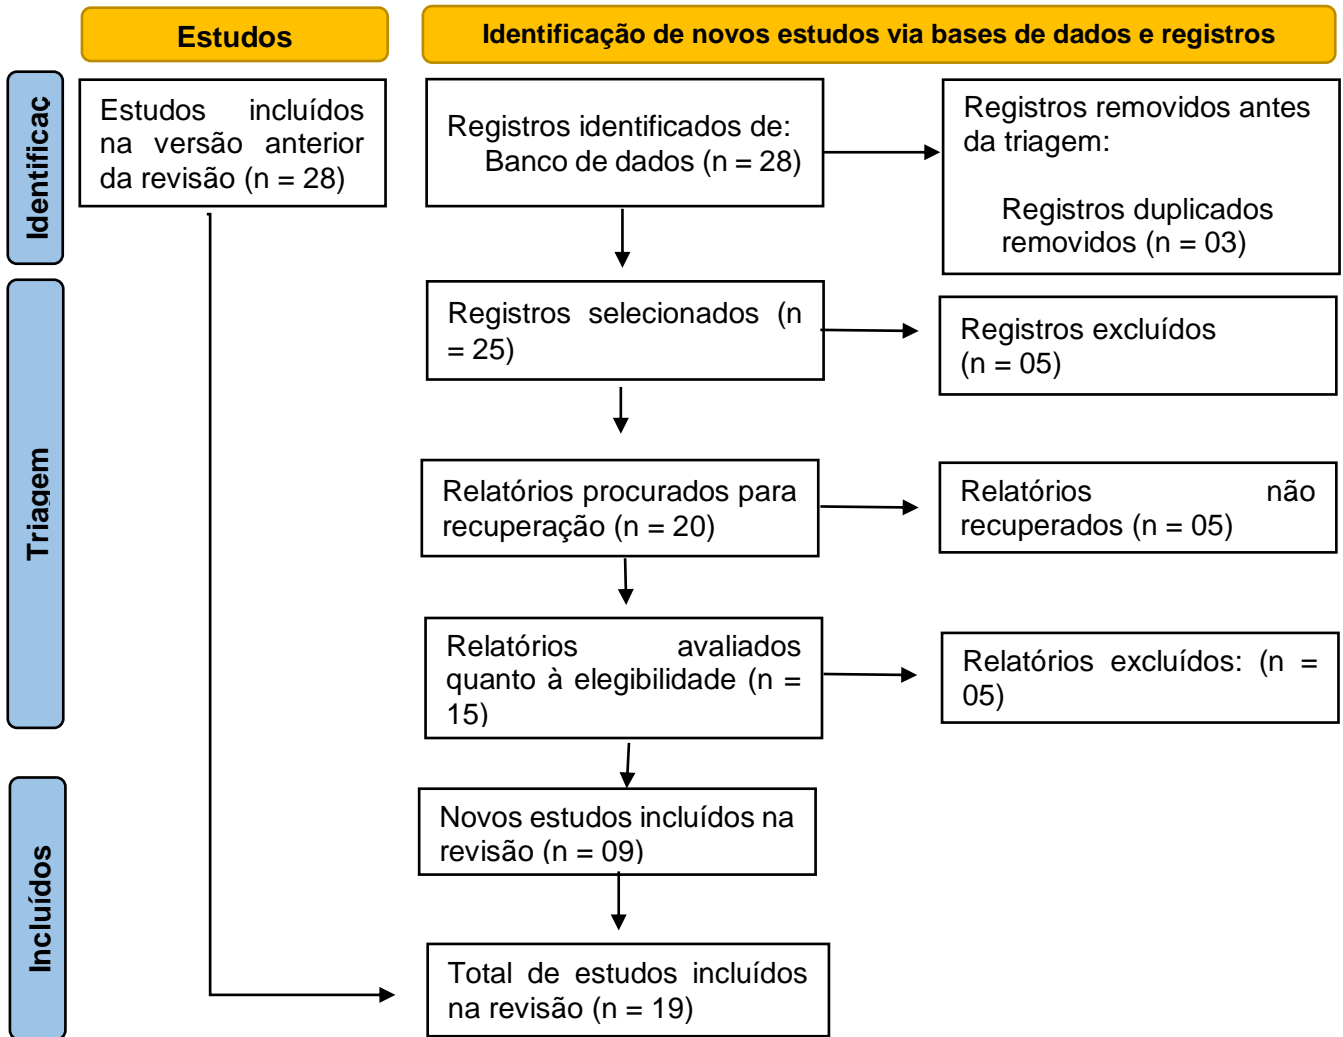 Estudos
Identificação de novos estudos via bases de dados e registros
Identificaç
Estudos incluídos
na versão anterior
da revisão (n = 28)
Registros identificados de:
Banco de dados (n = 28)
Registros removidos antes
da triagem:
Registros duplicados
removidos (n = 03)
Triagem
Registros selecionados (n
= 25)
Registros excluídos
(n = 05)
Relatórios procurados para
recuperação (n = 20)
Relatórios não
recuperados (n = 05)
Relatórios avaliados
quanto à elegibilidade (n =
15)
Relatórios excluídos: (n =
05)
Incluídos
Novos estudos incluídos na
revisão (n = 09)
Total de estudos incluídos
na revisão (n = 19)